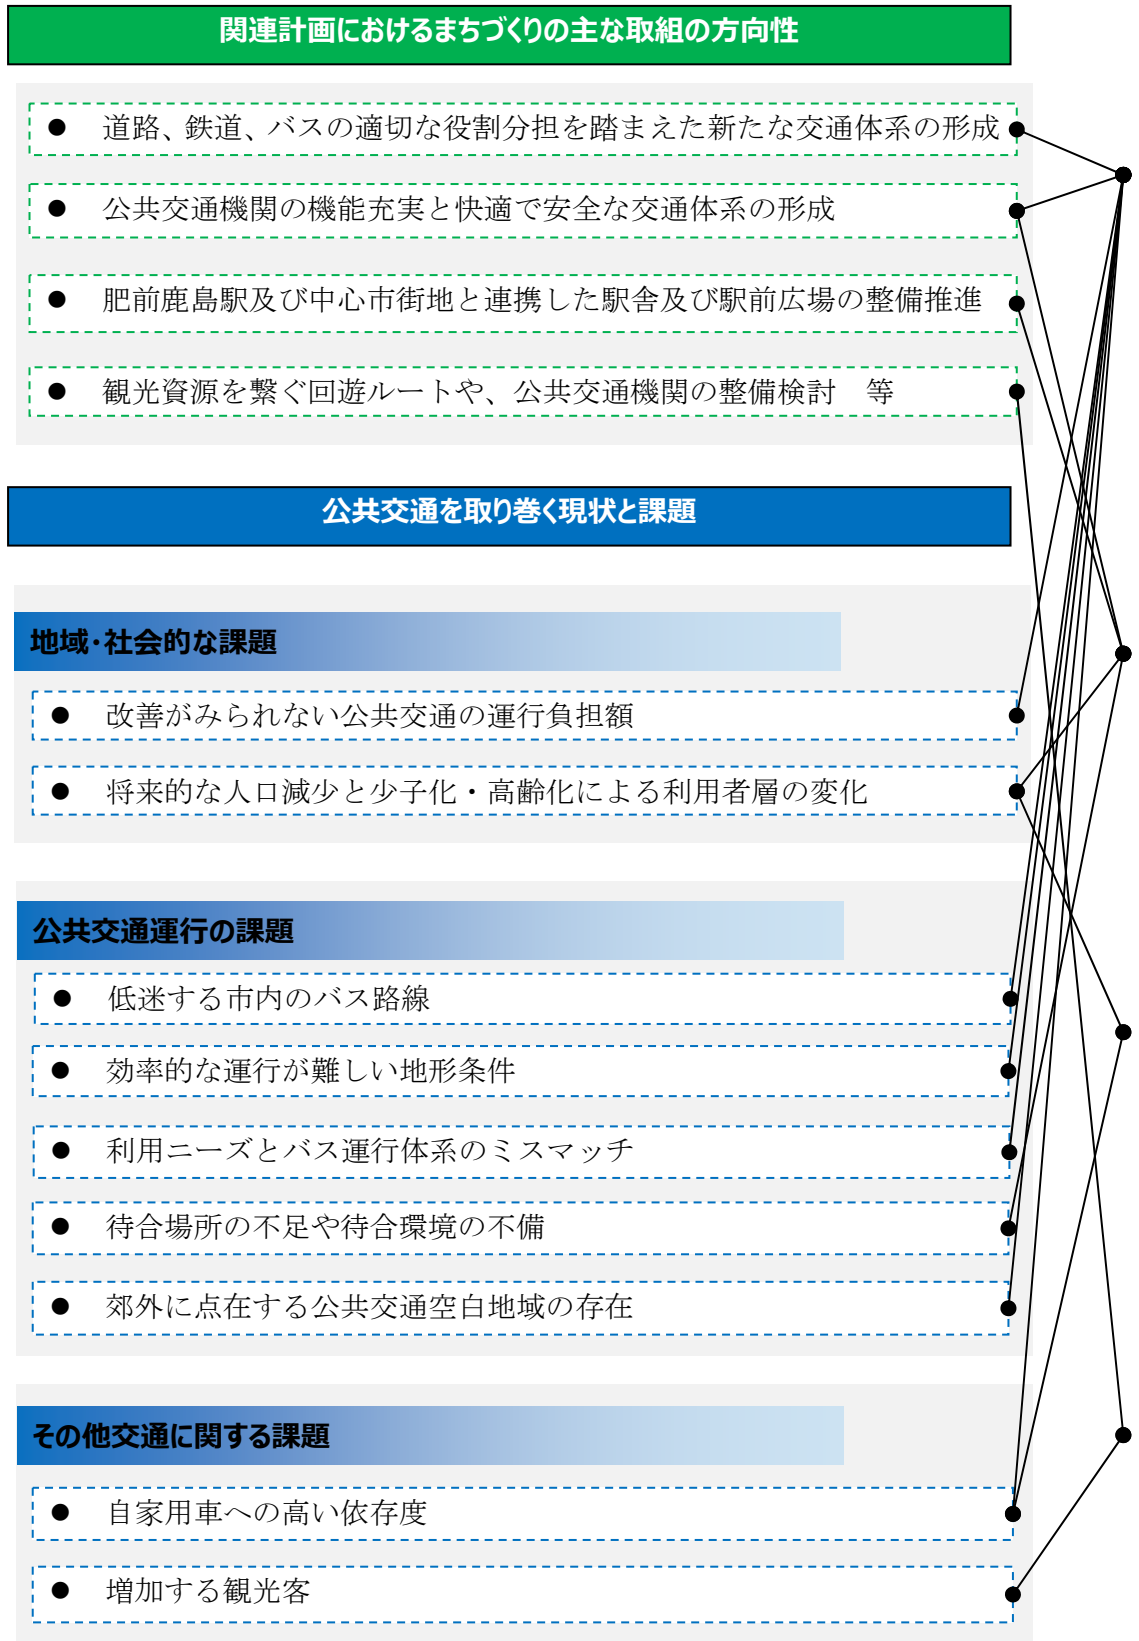 関連計画におけるまちづくりの主な取組の方向性
● 道路、鉄道、バスの適切な役割分担を踏まえた新たな交通体系の形成
● 公共交通機関の機能充実と快適で安全な交通体系の形成
● 肥前鹿島駅及び中心市街地と連携した駅舎及び駅前広場の整備推進
● 観光資源を繋ぐ回遊ルートや、公共交通機関の整備検討　等
公共交通を取り巻く現状と課題
地域・社会的な課題
● 改善がみられない公共交通の運行負担額
● 将来的な人口減少と少子化・高齢化による利用者層の変化
公共交通運行の課題
● 低迷する市内のバス路線
● 効率的な運行が難しい地形条件
● 利用ニーズとバス運行体系のミスマッチ
● 待合場所の不足や待合環境の不備
● 郊外に点在する公共交通空白地域の存在
その他交通に関する課題
● 自家用車への高い依存度
● 増加する観光客